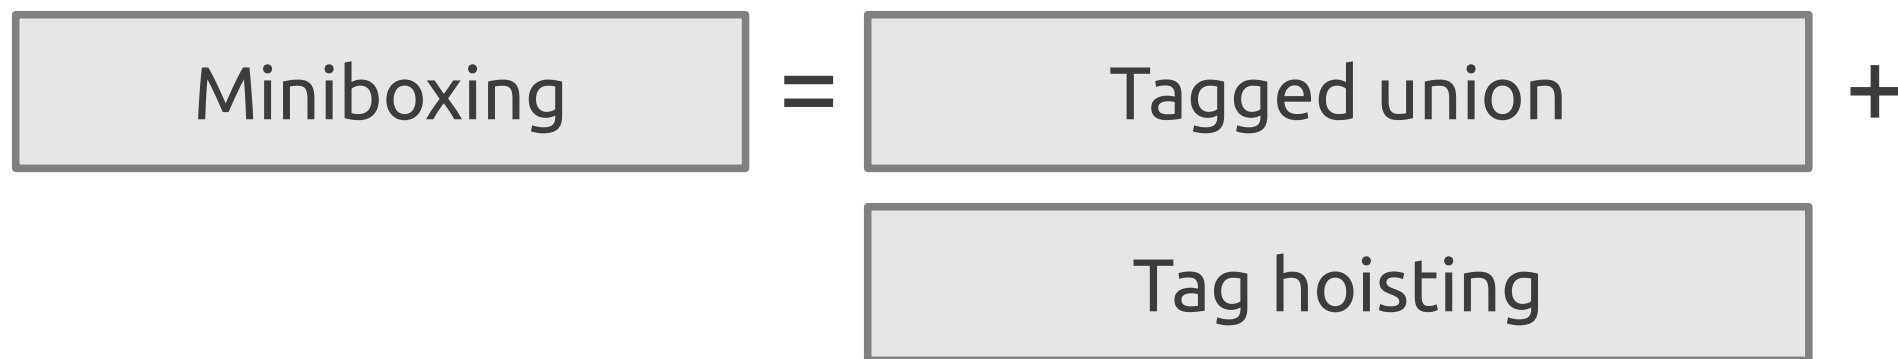 Miniboxing = Tagged union +
Tag hoisting